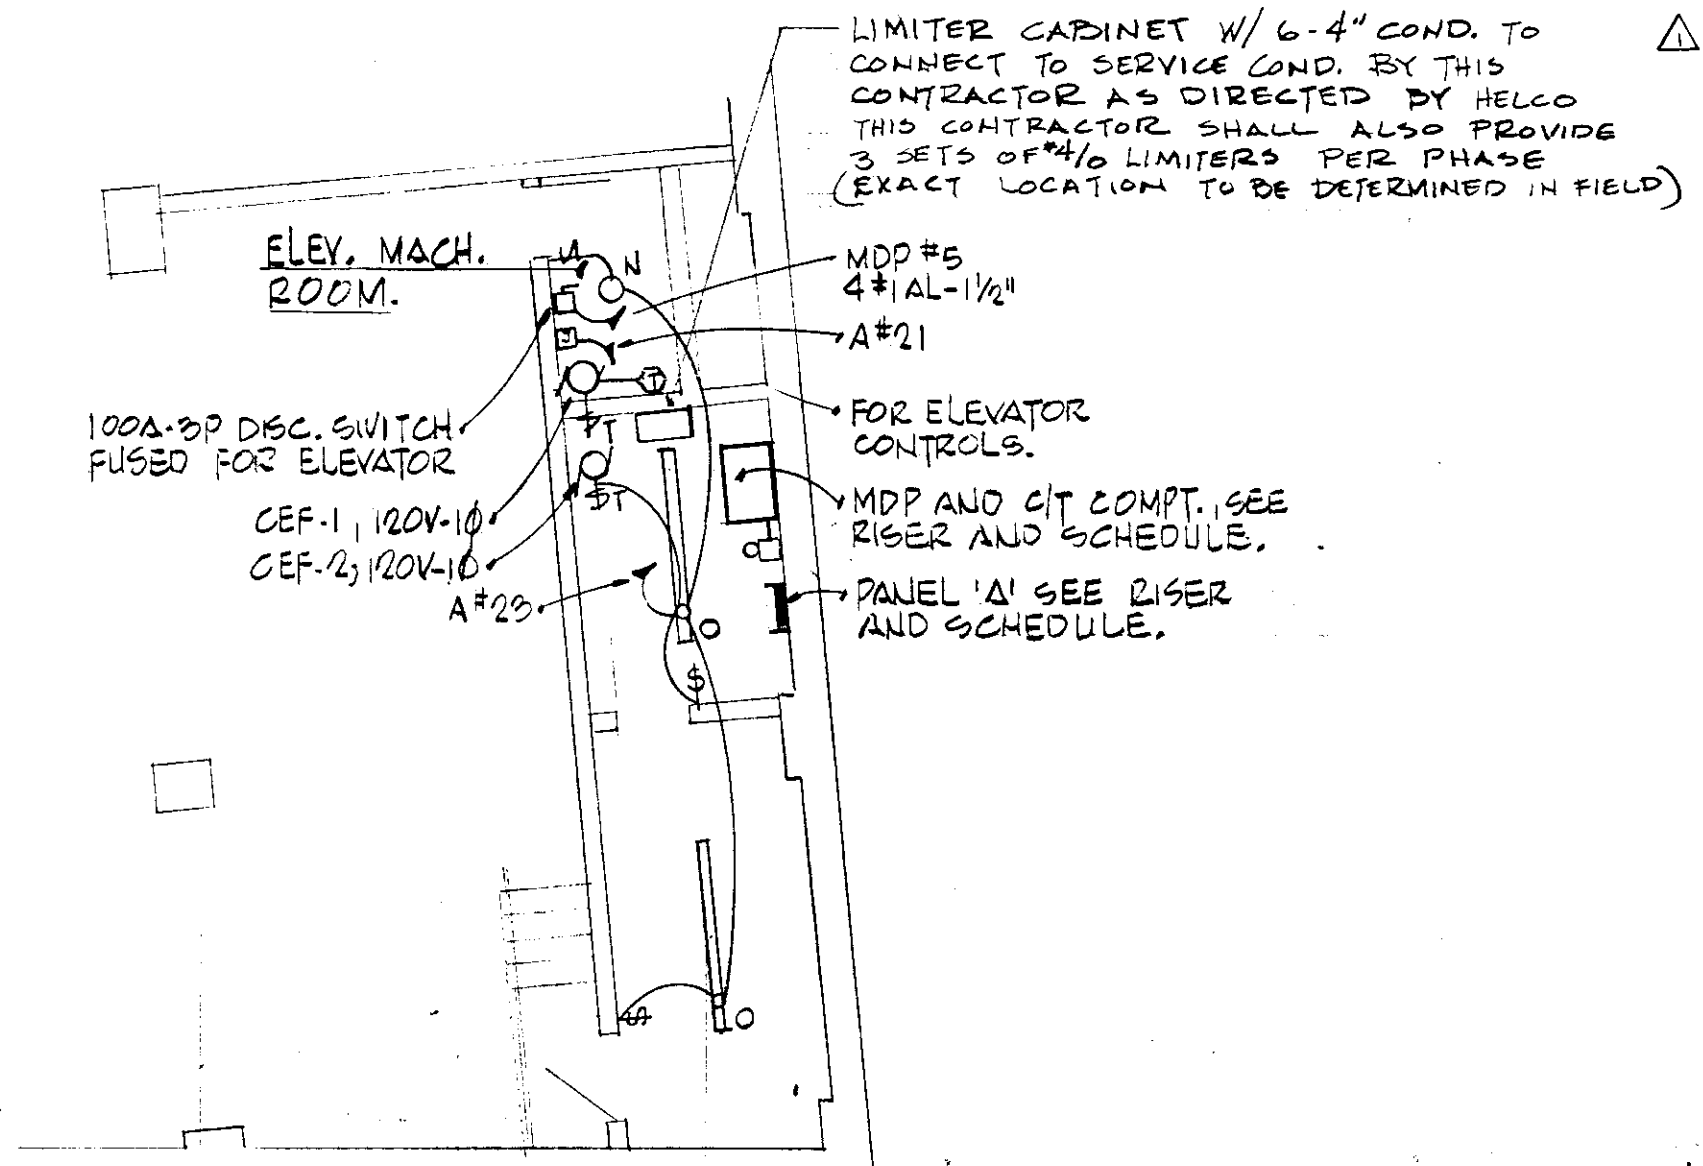 LIMITER CABINET W/ 6-4" COND. TO
CONNECT TO SERVICE COND. BY THIS
CONTRACTOR AS DIRECTED BY HELCO
THIS CONTRACTOR SHALL ALSO PROVIDE
3 SETS OF #4/0 LIMITERS PER PHASE
(EXACT LOCATION TO BE DETERMINED IN FIELD)
1
ELEV. MACH.
ROOM.
N
MDP #5
4#1 AL-1 1/2"
A#21
J
T
100A-3P DISC. SWITCH
FUSED FOR ELEVATOR
FOR ELEVATOR
CONTROLS.
$T
$T
CEF-1, 120V-1Ø
CEF-2, 120V-1Ø
MDP AND C/T COMPT., SEE
RISER AND SCHEDULE.
A#23
PANEL 'A' SEE RISER
AND SCHEDULE.
O
$
$
O